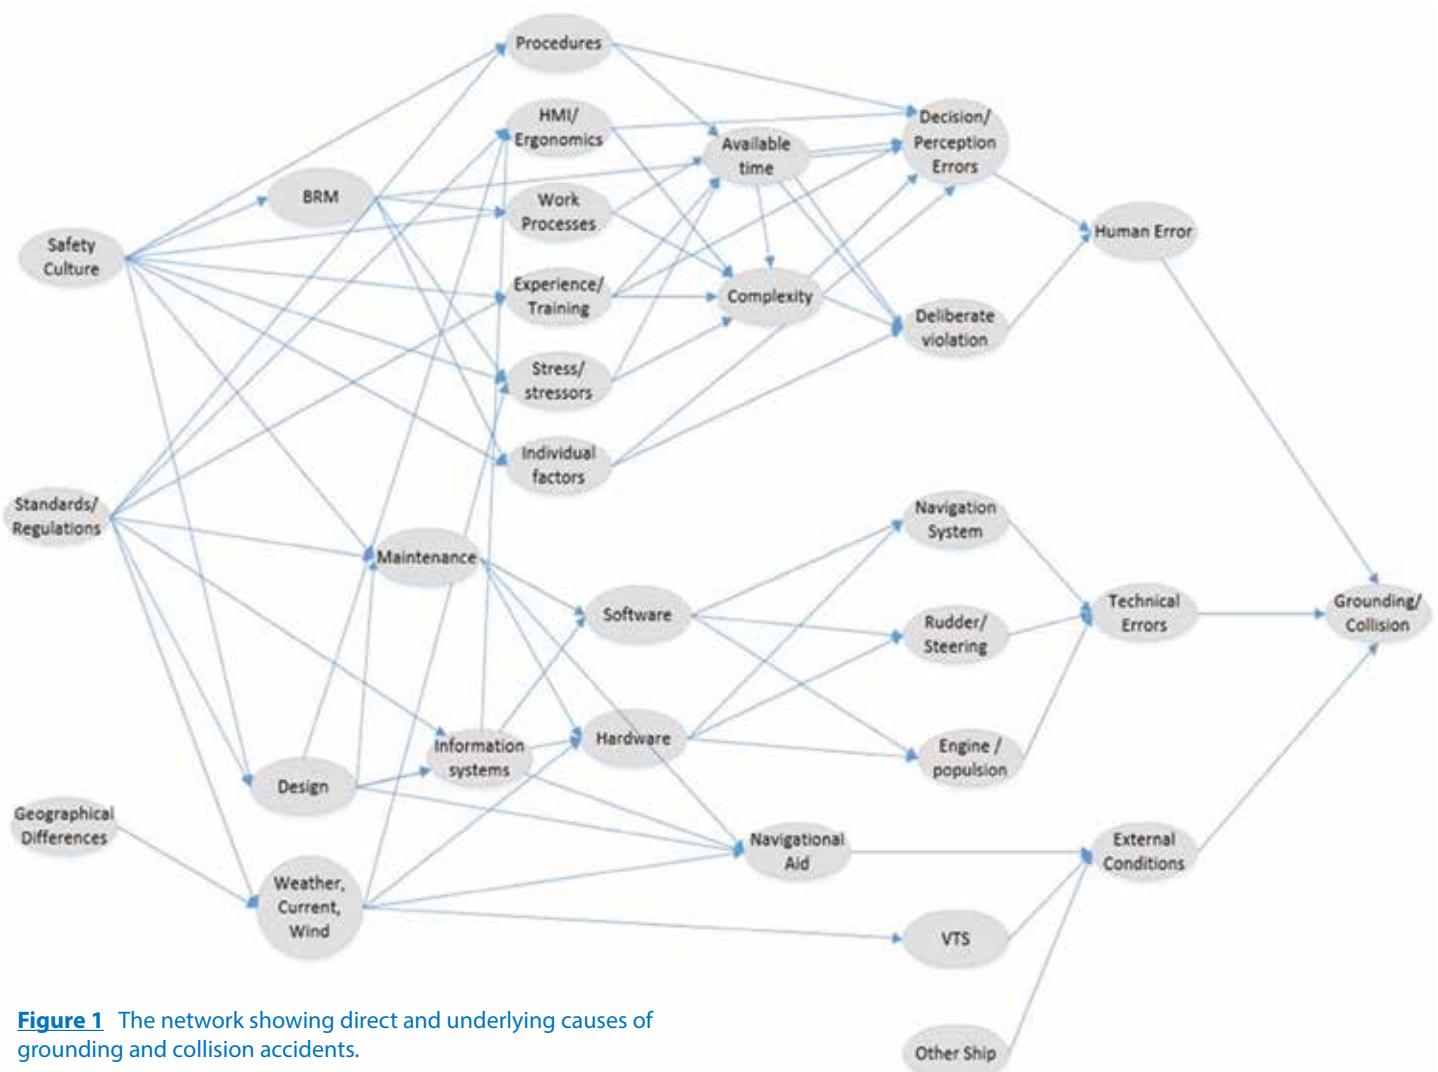 Procedures
HMI/
Ergonomics
Decision/
Perception
Errors
Available
time
BRM
Work
Processes
Human Error
Safety
Culture
Experience/
Training
Complexity
Deliberate
violation
Stress/
stressors
Individual
factors
Standards/
Regulations
Navigation
System
Maintenance
Software
Rudder/
Steering
Technical
Errors
Grounding/
Collision
Hardware
Information
systems
Engine /
populsion
Design
Geographical
Differences
Navigational
Aid
External
Conditions
Weather,
Current,
Wind
VTS
Other Ship
Figure 1 The network showing direct and underlying causes of
grounding and collision accidents.